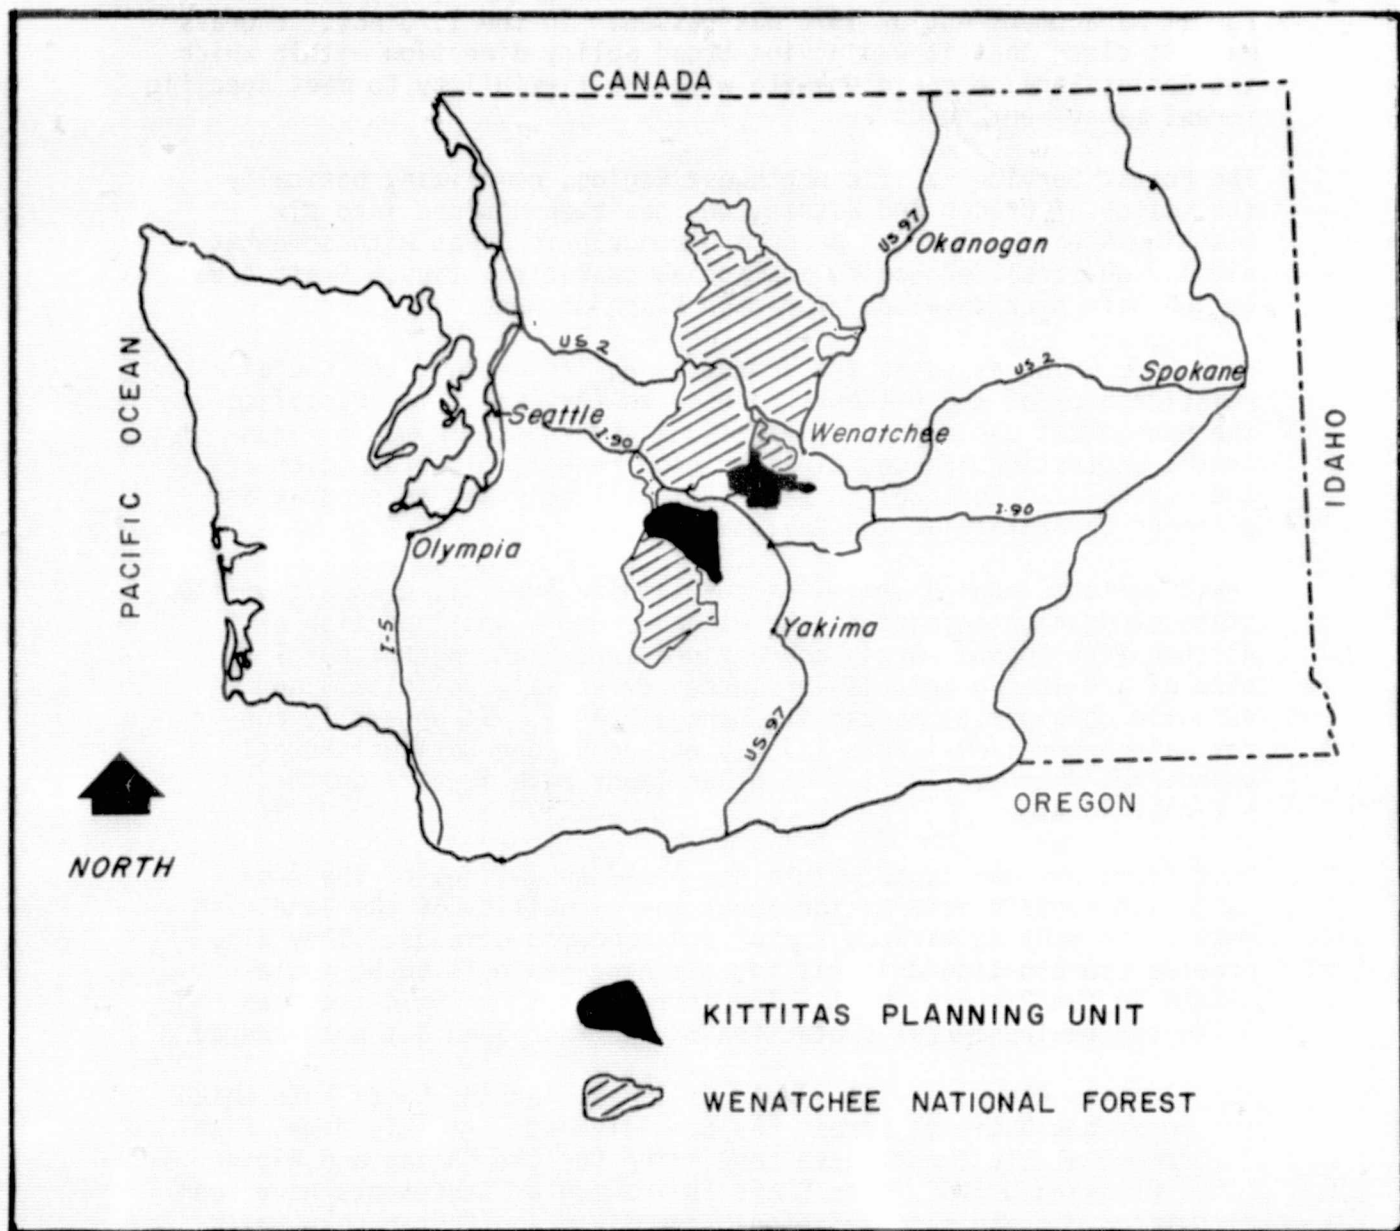 CANADA
US 97
Okanogan
PACIFIC OCEAN
US 2
US 2
Spokane
Seattle
I-90
Wenatchee
IDAHO
I-90
Olympia
I-5
Yakima
US 97
OREGON
NORTH
KITTITAS PLANNING UNIT
WENATCHEE NATIONAL FOREST